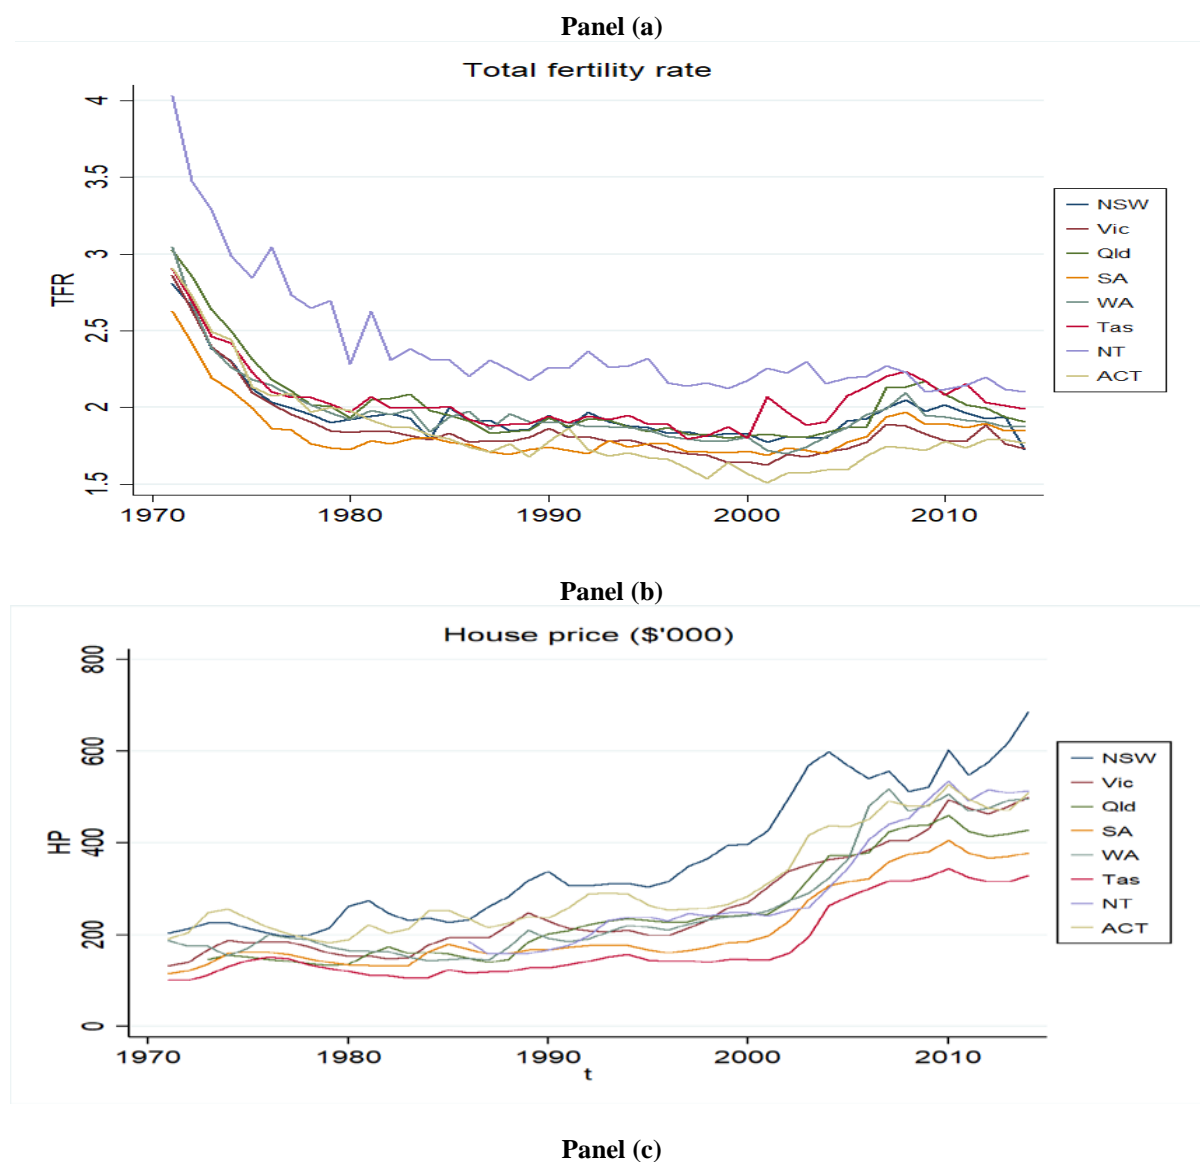 Panel (a)
Total fertility rate
4
3.5
3
2.5
2
1.5
TFR
1970 1980 1990 2000 2010
NSW
Vic
Qld
SA
WA
Tas
NT
ACT
Panel (b)
House price ($'000)
800
600
400
200
0
HP
1970 1980 1990 2000 2010
t
NSW
Vic
Qld
SA
WA
Tas
NT
ACT
Panel (c)